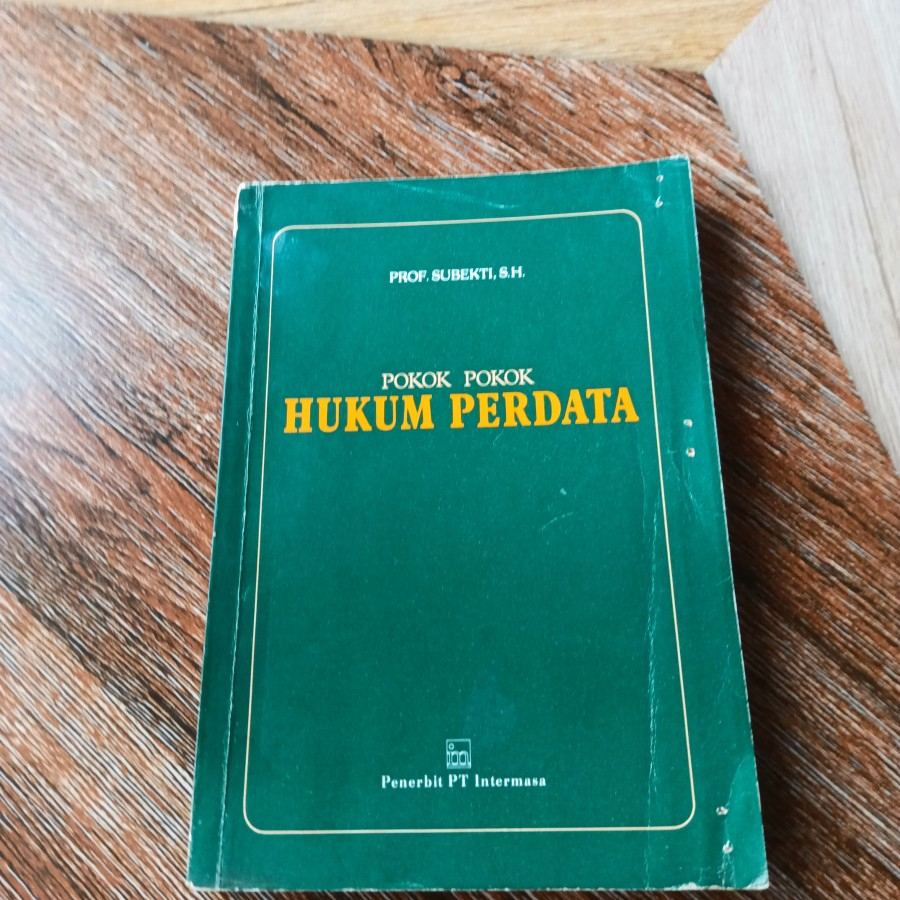 PROF. SUBEKTI, S.H.
POKOK POKOK
HUKUM PERDATA
Penerbit PT Intermasa